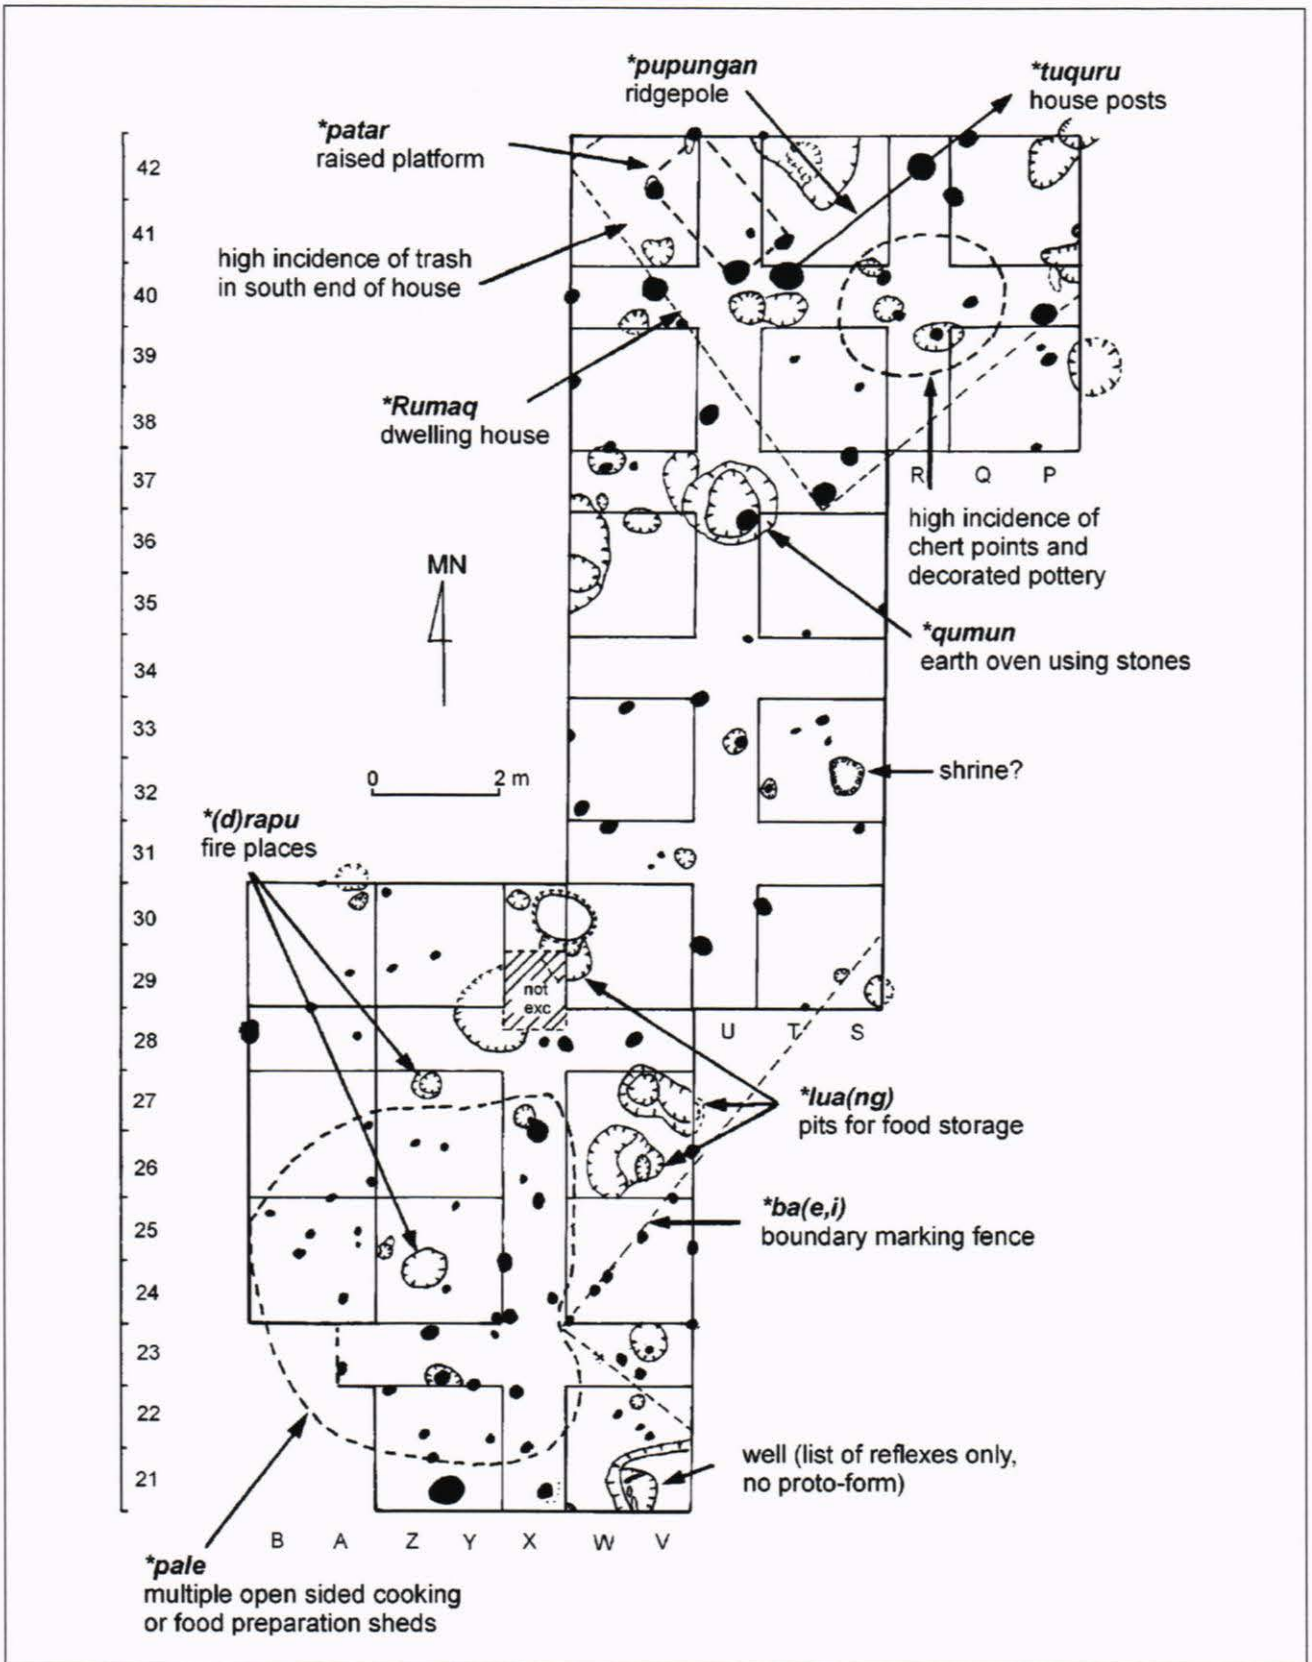 *pupungan
ridgepole
*tuquru
house posts
*patar
raised platform
high incidence of trash
in south end of house
*Rumaq
dwelling house
42
41
40
39
38
37
36
35
34
33
32
31
30
29
28
27
26
25
24
23
22
21
R Q P
high incidence of
chert points and
decorated pottery
MN
*qumun
earth oven using stones
0 2 m
shrine?
*(d)rapu
fire places
not
exc
U T S
*lua(ng)
pits for food storage
*ba(e,i)
boundary marking fence
well (list of reflexes only,
no proto-form)
B A Z Y X W V
*pale
multiple open sided cooking
or food preparation sheds